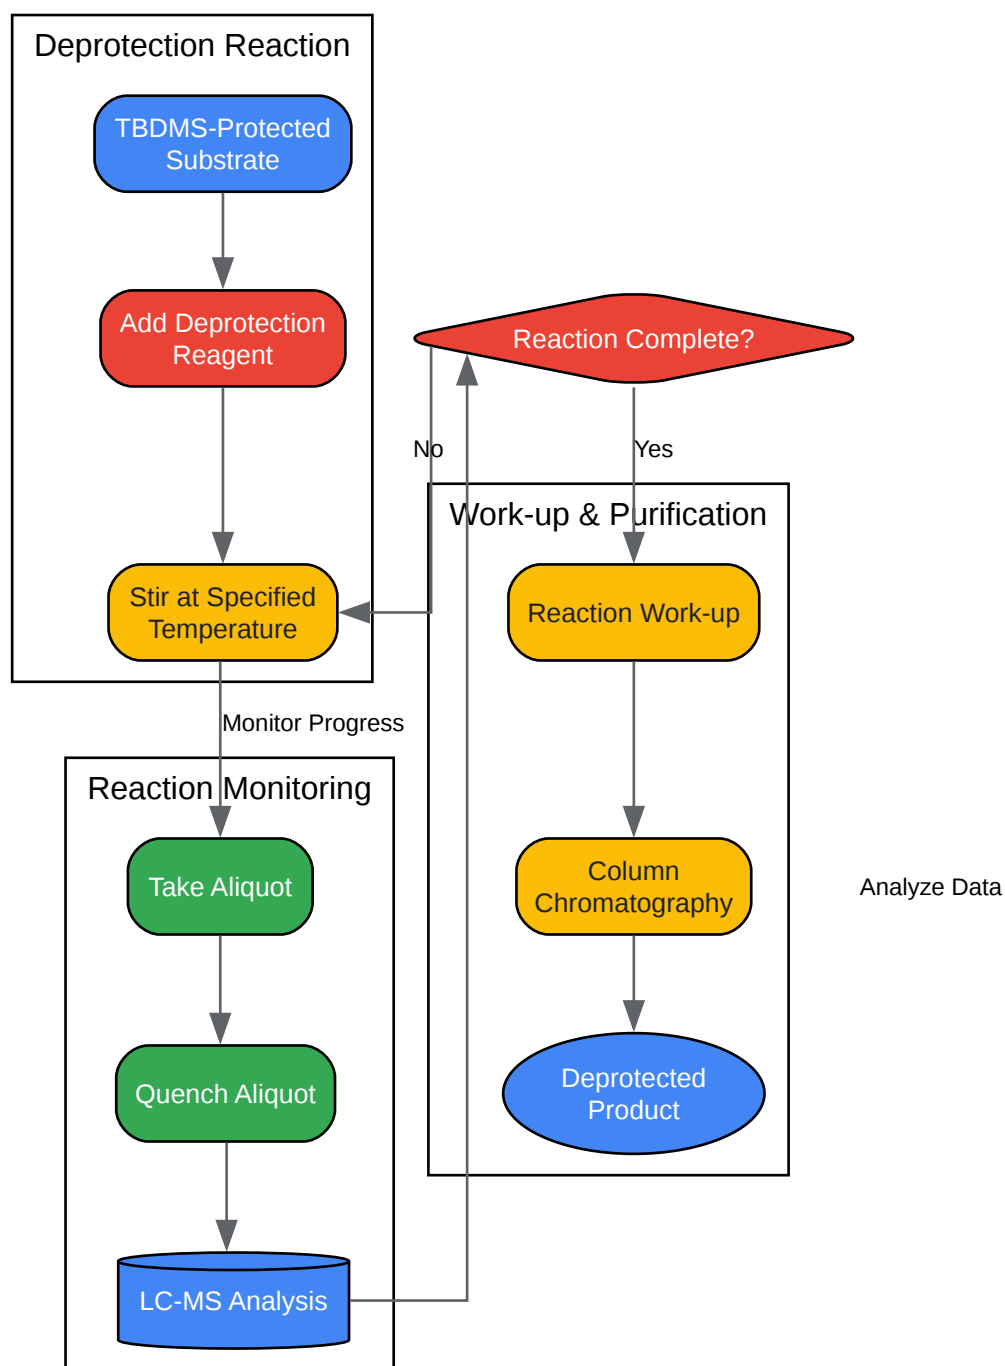 Deprotection Reaction
TBDMS-Protected
Substrate
Add Deprotection
Reagent
Reaction Complete?
No
Yes
Stir at Specified
Temperature
Work-up & Purification
Reaction Work-up
Monitor Progress
Reaction Monitoring
Take Aliquot
Column
Chromatography
Analyze Data
Quench Aliquot
Deprotected
Product
LC-MS Analysis